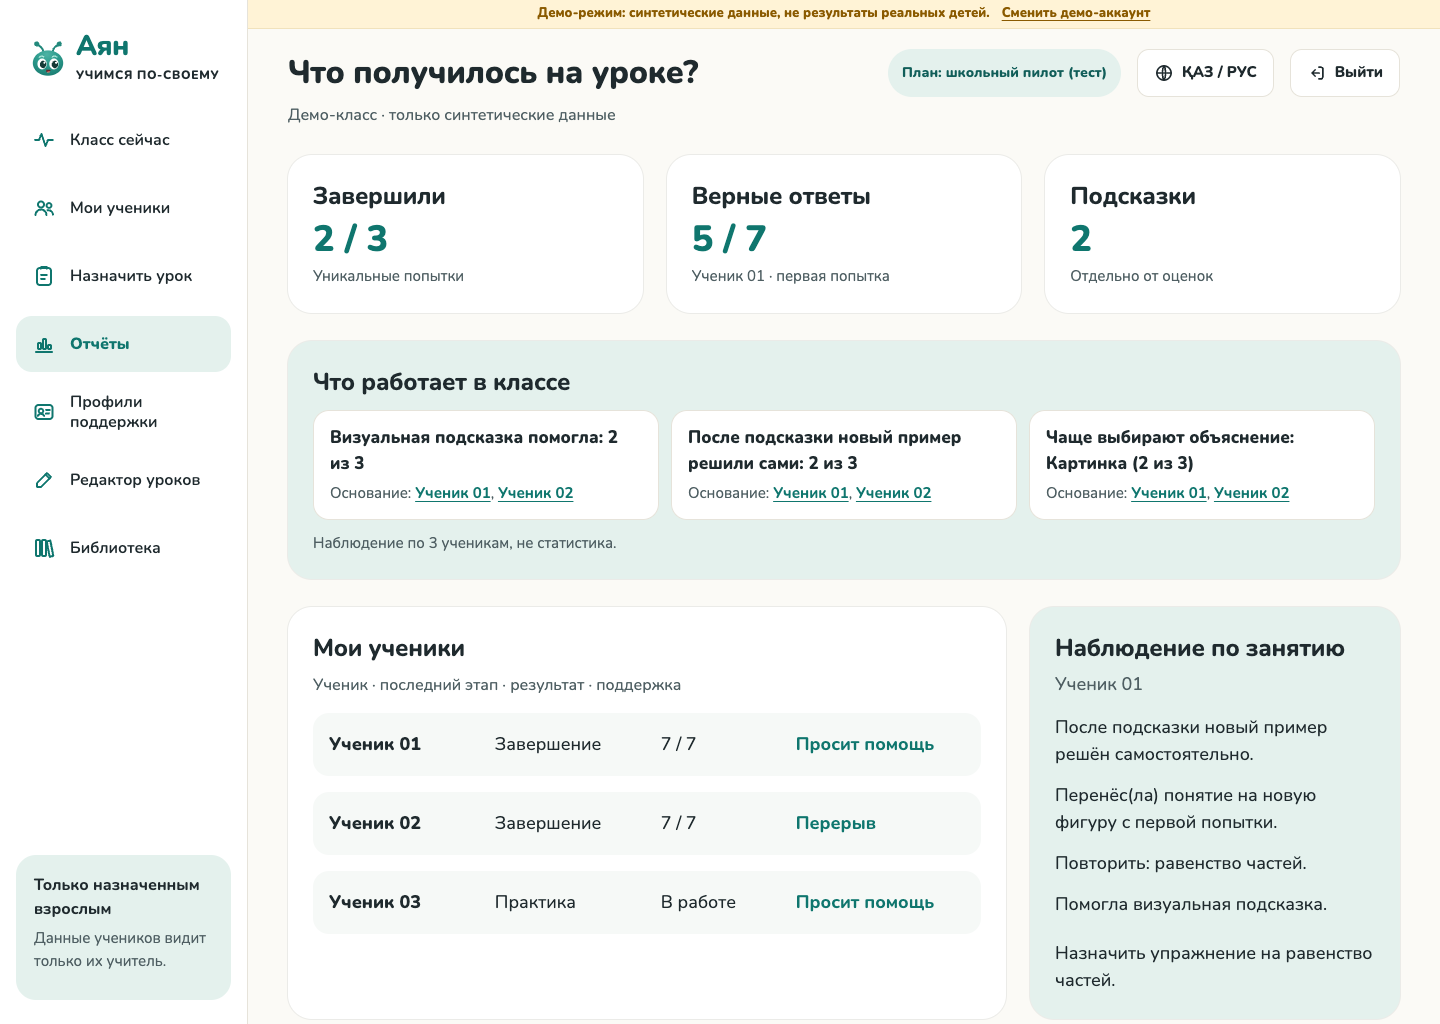 Демо-режим: синтетические данные, не результаты реальных детей. Сменить демо-аккаунт
Аян
УЧИМСЯ ПО-СВОЕМУ
Класс сейчас
Мои ученики
Назначить урок
Отчёты
Профили
поддержки
Редактор уроков
Библиотека
Только назначенным
взрослым
Данные учеников видит
только их учитель.
Что получилось на уроке?
План: школьный пилот (тест)
ҚАЗ / РУС
Выйти
Демо-класс · только синтетические данные
Завершили
2 / 3
Уникальные попытки
Верные ответы
5 / 7
Ученик 01 · первая попытка
Подсказки
2
Отдельно от оценок
Что работает в классе
Визуальная подсказка помогла: 2
из 3
Основание: Ученик 01, Ученик 02
После подсказки новый пример
решили сами: 2 из 3
Основание: Ученик 01, Ученик 02
Чаще выбирают объяснение:
Картинка (2 из 3)
Основание: Ученик 01, Ученик 02
Наблюдение по 3 ученикам, не статистика.
Мои ученики
Ученик · последний этап · результат · поддержка
Ученик 01 Завершение 7 / 7 Просит помощь
Ученик 02 Завершение 7 / 7 Перерыв
Ученик 03 Практика В работе Просит помощь
Наблюдение по занятию
Ученик 01
После подсказки новый пример
решён самостоятельно.
Перенёс(ла) понятие на новую
фигуру с первой попытки.
Повторить: равенство частей.
Помогла визуальная подсказка.
Назначить упражнение на равенство
частей.